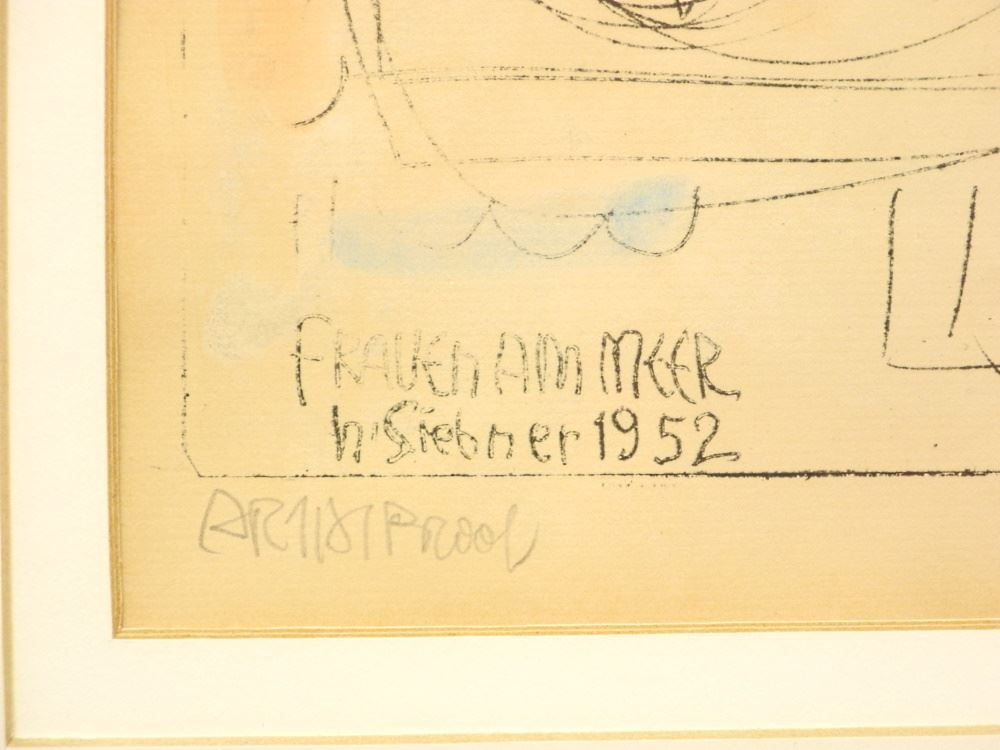 FRAUEN AM MEER
h. Siebner 1952
ARTIST PROOF